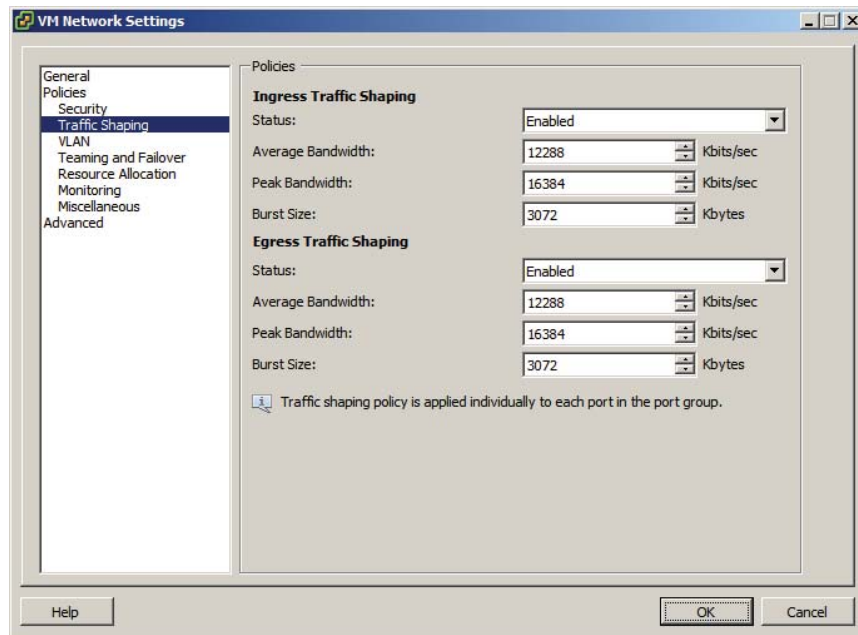 VM Network Settings
General
Policies
Security
Traffic Shaping
VLAN
Teaming and Failover
Resource Allocation
Monitoring
Miscellaneous
Advanced
Policies
Ingress Traffic Shaping
Status: Enabled
Average Bandwidth: 12288 Kbits/sec
Peak Bandwidth: 16384 Kbits/sec
Burst Size: 3072 Kbytes
Egress Traffic Shaping
Status: Enabled
Average Bandwidth: 12288 Kbits/sec
Peak Bandwidth: 16384 Kbits/sec
Burst Size: 3072 Kbytes
Traffic shaping policy is applied individually to each port in the port group.
Help OK Cancel